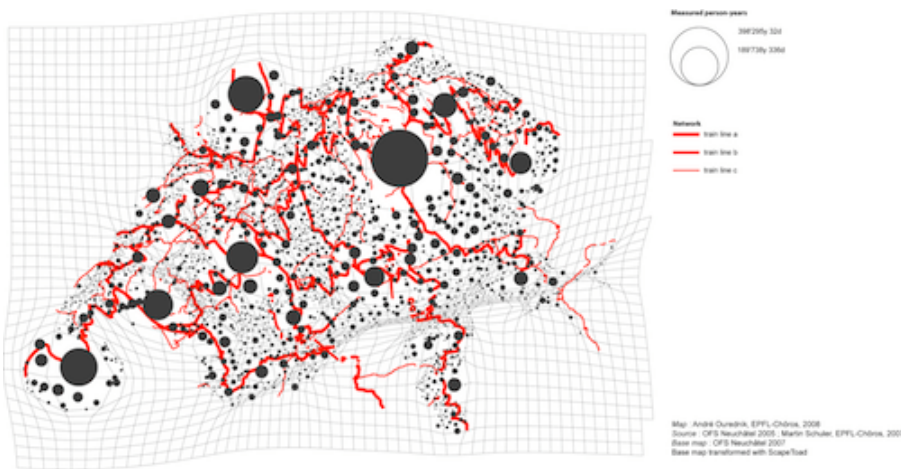 Measured person-years
396'295y 32d
189'738y 336d
Network
train line a
train line b
train line c
Map : André Ourednik, EPFL-Chôros, 2008
Source : OFS Neuchâtel 2005 ; Martin Schuler, EPFL-Chôros, 200
Base map : OFS Neuchâtel 2007
Base map transformed with ScapeToad